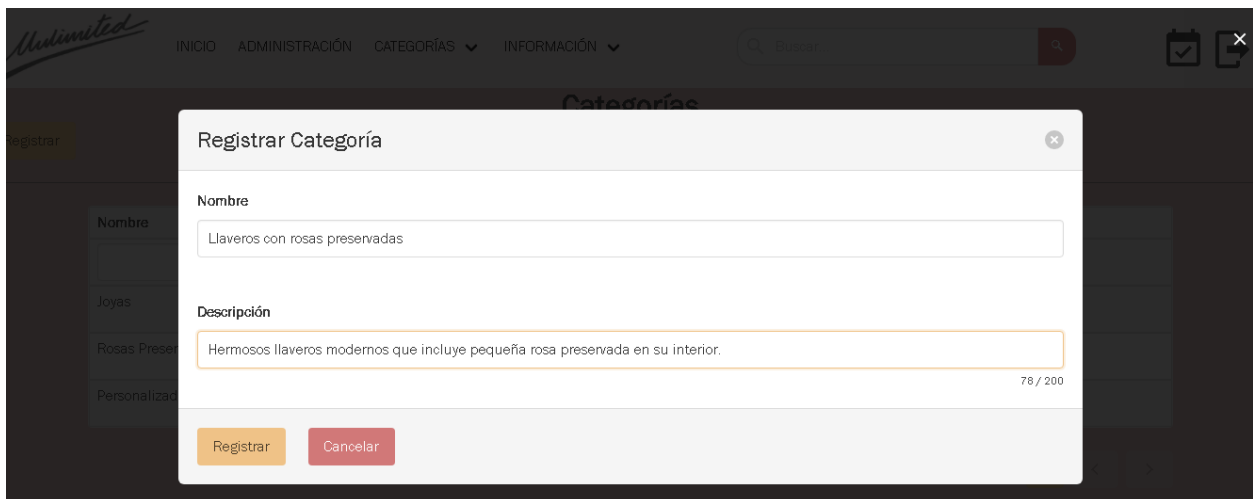 Mulimited
INICIO ADMINISTRACIÓN CATEGORÍAS INFORMACIÓN Buscar
Categorías
Registrar
Registrar Categoría
Nombre
Llaveros con rosas preservadas
Nombre
Joyas
Descripción
Rosas Preser
Hermosos llaveros modernos que incluye pequeña rosa preservada en su interior.
78 / 200
Personalizad
Registrar Cancelar